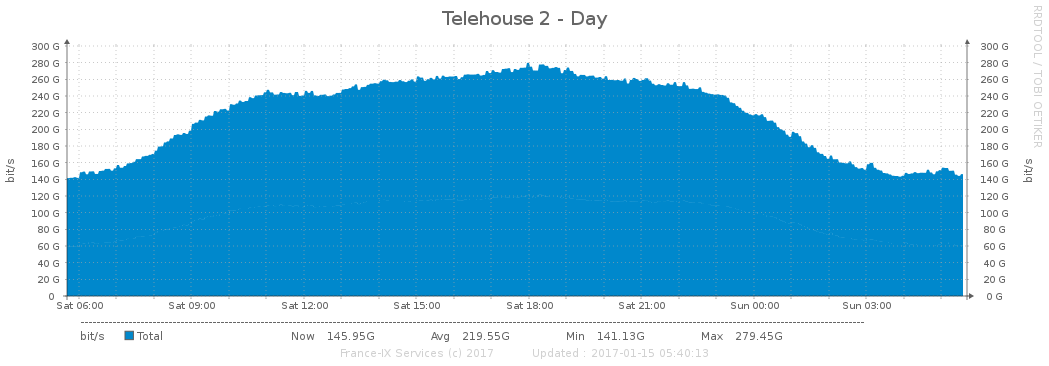 Telehouse 2 - Day
RRDTOOL / TOBI OETIKER
bit/s
bit/s
300 G 300 G
280 G 280 G
260 G 260 G
240 G 240 G
220 G 220 G
200 G 200 G
180 G 180 G
160 G 160 G
140 G 140 G
120 G 120 G
100 G 100 G
80 G 80 G
60 G 60 G
40 G 40 G
20 G 20 G
0 0 G
Sat 06:00 Sat 09:00 Sat 12:00 Sat 15:00 Sat 18:00 Sat 21:00 Sun 00:00 Sun 03:00
bit/s Total Now 145.95G Avg 219.55G Min 141.13G Max 279.45G
France-IX Services (c) 2017 Updated : 2017-01-15 05:40:13